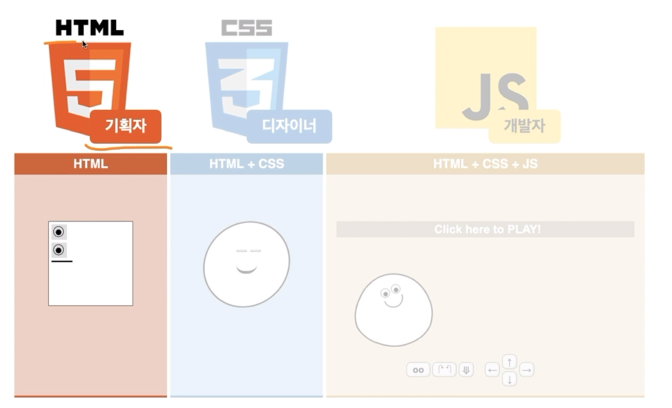 HTML
CSS
5
3
JS
기획자
디자이너
개발자
HTML
HTML + CSS
HTML + CSS + JS
Click here to PLAY!
oo
↑
← →
↓